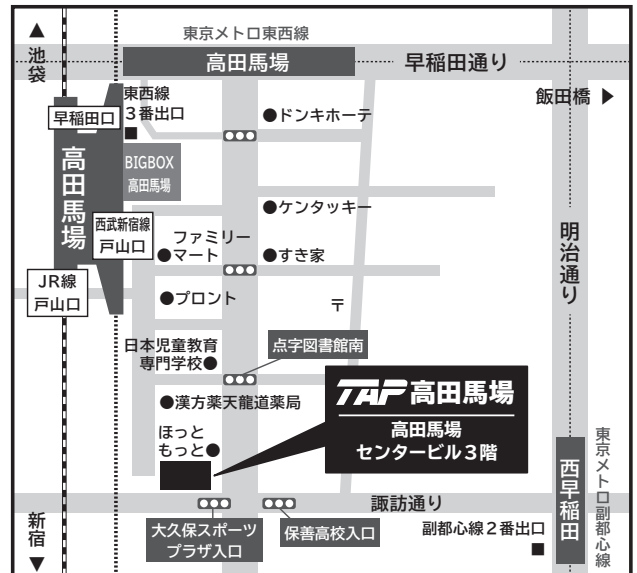 ▲
池袋
東京メトロ東西線
高田馬場
早稲田通り
飯田橋 ▶
早稲田口
東西線
3番出口
■
●ドンキホーテ
高田馬場
BIGBOX
高田馬場
●ケンタッキー
西武新宿線
戸山口
ファミリー
●マート
●すき家
明治通り
JR線
戸山口
●プロント
〒
日本児童教育
専門学校●
点字図書館南
●漢方薬天龍道薬局
TAP高田馬場
高田馬場
センタービル3階
ほっと
もっと●
西早稲田
東京メトロ副都心線
諏訪通り
新宿
▼
大久保スポーツ
プラザ入口
保善高校入口
副都心線2番出口
■